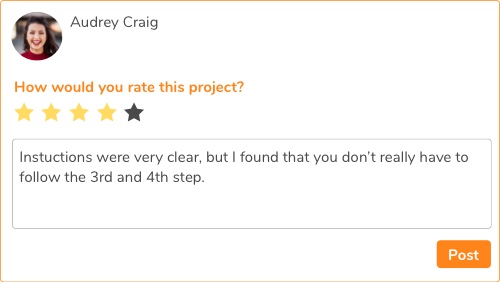 Audrey Craig
How would you rate this project?
Instuctions were very clear, but I found that you don’t really have to
follow the 3rd and 4th step.
Post